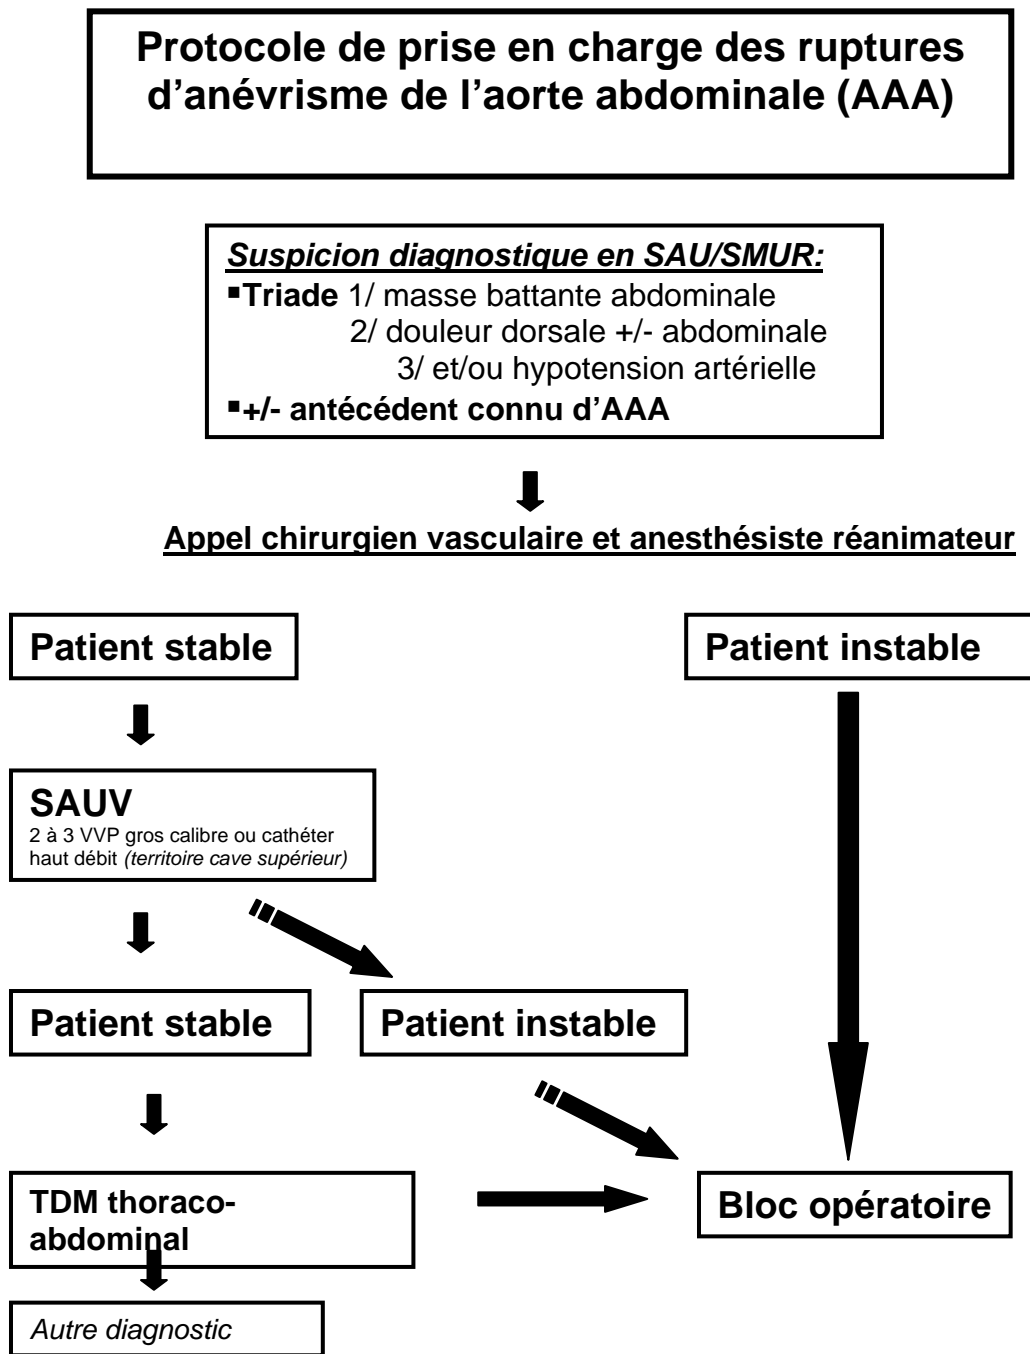 Protocole de prise en charge des ruptures
d’anévrisme de l’aorte abdominale (AAA)
Suspicion diagnostique en SAU/SMUR:
▪Triade 1/ masse battante abdominale
2/ douleur dorsale +/- abdominale
3/ et/ou hypotension artérielle
▪+/- antécédent connu d’AAA
Appel chirurgien vasculaire et anesthésiste réanimateur
Patient stable
Patient instable
SAUV
2 à 3 VVP gros calibre ou cathéter
haut débit (territoire cave supérieur)
Patient stable
Patient instable
TDM thoraco-
abdominal
Bloc opératoire
Autre diagnostic